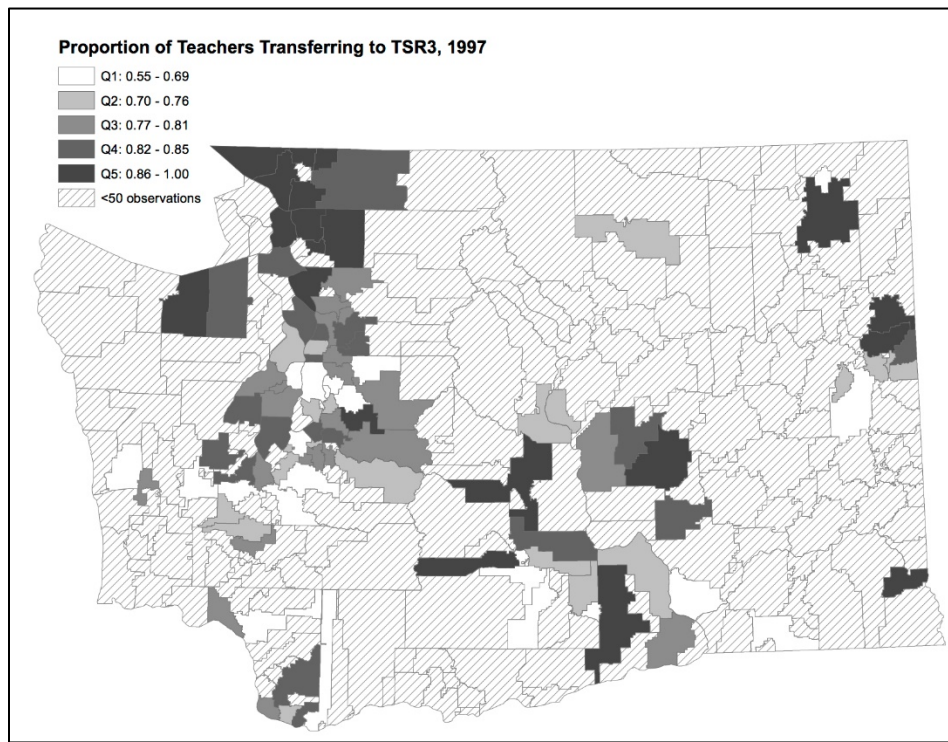 Proportion of Teachers Transferring to TSR3, 1997
Q1: 0.55 - 0.69
Q2: 0.70 - 0.76
Q3: 0.77 - 0.81
Q4: 0.82 - 0.85
Q5: 0.86 - 1.00
<50 observations